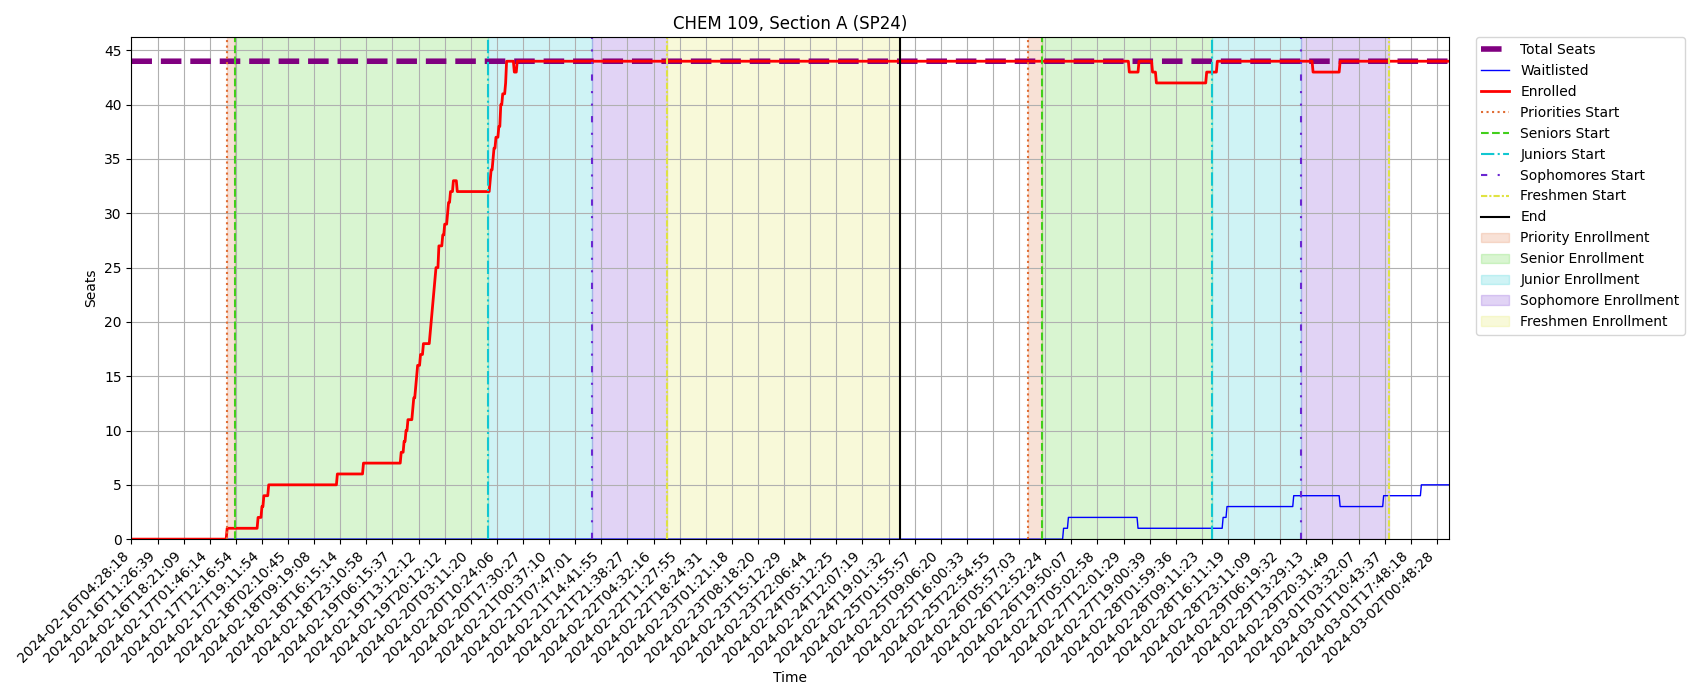 CHEM 109, Section A (SP24)
Total Seats
Waitlisted
Enrolled
Priorities Start
Seniors Start
Juniors Start
Sophomores Start
Freshmen Start
End
Priority Enrollment
Senior Enrollment
Junior Enrollment
Sophomore Enrollment
Freshmen Enrollment
Seats
45
40
35
30
25
20
15
10
5
0
2024-02-16T04:28:18
2024-02-16T11:26:39
2024-02-16T18:21:09
2024-02-17T01:46:14
2024-02-17T12:16:54
2024-02-17T19:11:54
2024-02-18T02:10:45
2024-02-18T09:19:08
2024-02-18T16:15:14
2024-02-18T23:10:58
2024-02-19T06:15:37
2024-02-19T13:12:12
2024-02-19T20:12:12
2024-02-20T03:11:20
2024-02-20T10:24:06
2024-02-20T17:30:27
2024-02-21T00:37:10
2024-02-21T07:47:01
2024-02-21T14:41:55
2024-02-21T21:38:27
2024-02-22T04:32:16
2024-02-22T11:27:55
2024-02-22T18:24:31
2024-02-23T01:21:18
2024-02-23T08:18:20
2024-02-23T15:12:29
2024-02-23T22:06:44
2024-02-24T05:12:25
2024-02-24T12:07:19
2024-02-24T19:01:32
2024-02-25T01:55:57
2024-02-25T09:06:20
2024-02-25T16:00:33
2024-02-25T22:54:55
2024-02-26T05:57:03
2024-02-26T12:52:24
2024-02-26T19:50:07
2024-02-27T05:02:58
2024-02-27T12:01:29
2024-02-27T19:00:39
2024-02-28T01:59:36
2024-02-28T09:11:23
2024-02-28T16:11:19
2024-02-28T23:11:09
2024-02-29T06:19:32
2024-02-29T13:29:13
2024-02-29T20:31:49
2024-03-01T03:32:07
2024-03-01T10:43:37
2024-03-01T17:48:18
2024-03-02T00:48:28
Time